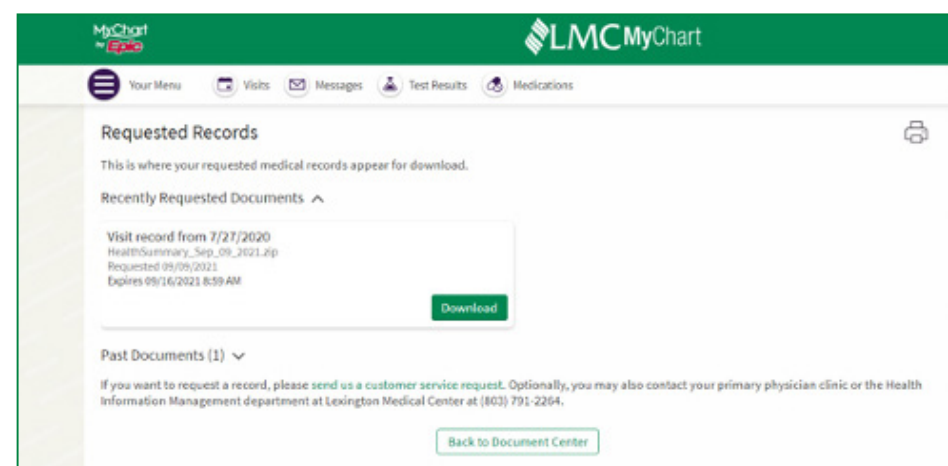 MyChart
by Epic
LMC MyChart
Your Menu Visits Messages Test Results Medications
Requested Records
This is where your requested medical records appear for download.
Recently Requested Documents
Visit record from 7/27/2020
HealthSummary_Sep_09_2021.zip
Requested 09/09/2021
Expires 09/16/2021 8:59 AM
Download
Past Documents (1)
If you want to request a record, please send us a customer service request. Optionally, you may also contact your primary physician clinic or the Health
Information Management department at Lexington Medical Center at (803) 791-2264.
Back to Document Center